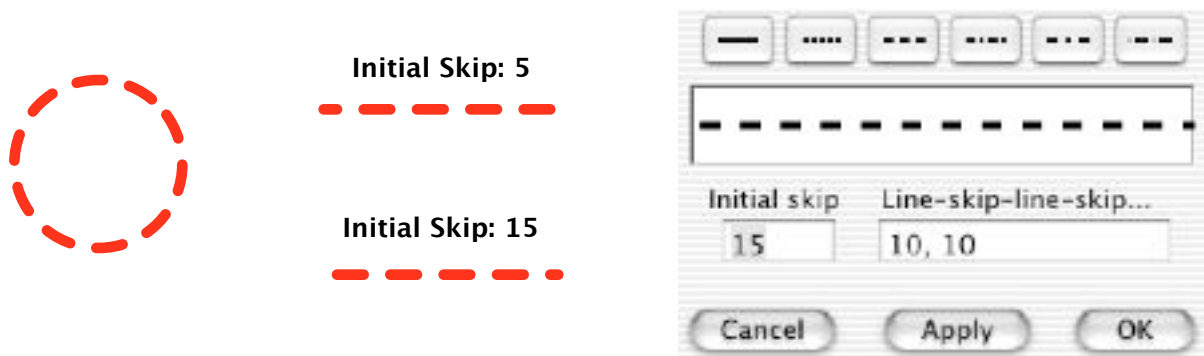 Initial Skip: 5
Initial Skip: 15
Initial skip
Line-skip-line-skip...
15
10, 10
Cancel
Apply
OK